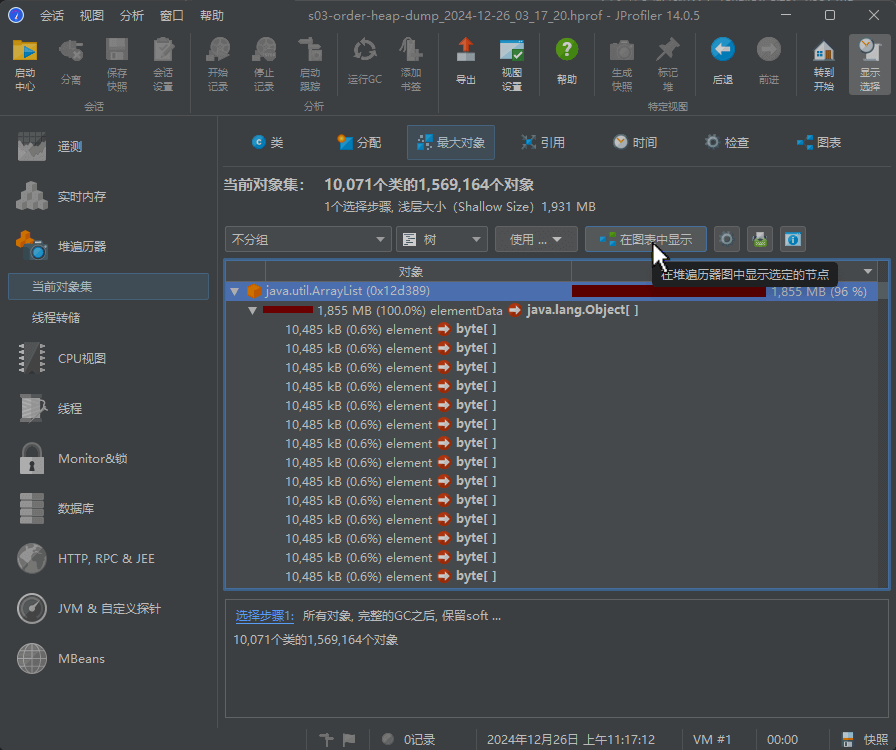 会话 视图 分析 窗口 帮助 s03-order-heap-dump_2024-12-26_03_17_20.hprof - JProfiler 14.0.5
启动中心 分离 保存快照 会话设置 开始记录 停止记录 启动跟踪 运行GC 添加书签 导出 视图设置 帮助 生成快照 标记堆 后退 前进 转到开始 显示选择
会话 分析 特定视图
遥测
实时内存
堆遍历器
当前对象集
线程转储
CPU视图
线程
Monitor&锁
数据库
HTTP, RPC & JEE
JVM & 自定义探针
MBeans
类 分配 最大对象 引用 时间 检查 图表
当前对象集： 10,071个类的1,569,164个对象
1个选择步骤, 浅层大小（Shallow Size）1,931 MB
不分组 树 使用 ... 在图表中显示
在堆遍历器图中显示选定的节点
对象
java.util.ArrayList (0x12d389) 1,855 MB (96 %)
1,855 MB (100.0%) elementData java.lang.Object[ ]
10,485 kB (0.6%) element byte[ ]
10,485 kB (0.6%) element byte[ ]
10,485 kB (0.6%) element byte[ ]
10,485 kB (0.6%) element byte[ ]
10,485 kB (0.6%) element byte[ ]
10,485 kB (0.6%) element byte[ ]
10,485 kB (0.6%) element byte[ ]
10,485 kB (0.6%) element byte[ ]
10,485 kB (0.6%) element byte[ ]
10,485 kB (0.6%) element byte[ ]
10,485 kB (0.6%) element byte[ ]
10,485 kB (0.6%) element byte[ ]
10,485 kB (0.6%) element byte[ ]
10,485 kB (0.6%) element byte[ ]
选择步骤1: 所有对象, 完整的GC之后, 保留soft ...
10,071个类的1,569,164个对象
0记录 2024年12月26日 上午11:17:12 VM #1 00:00 快照